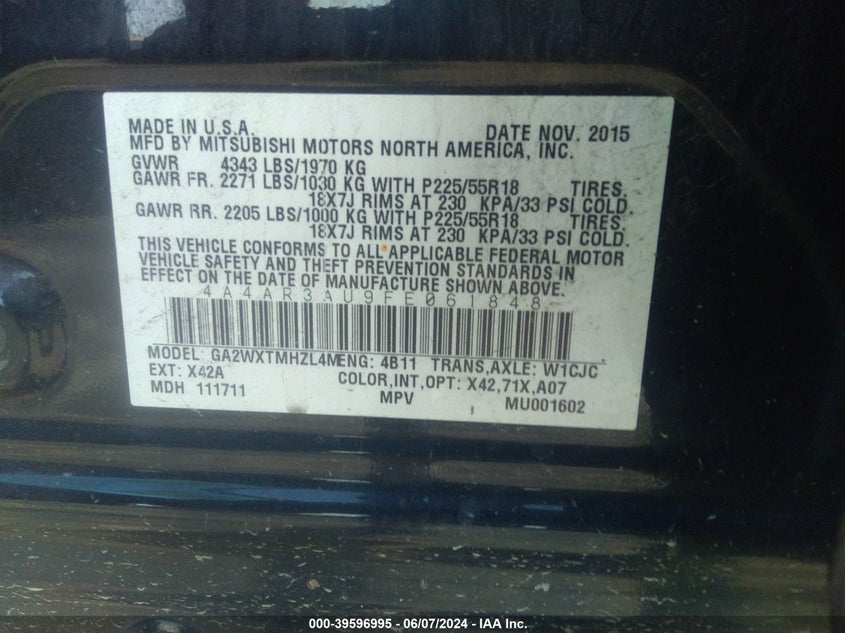 MADE IN U.S.A. DATE NOV. 2015
MFD BY MITSUBISHI MOTORS NORTH AMERICA, INC.
GVWR 4343 LBS/1970 KG
GAWR FR. 2271 LBS/1030 KG WITH P225/55R18 TIRES.
18X7J RIMS AT 230 KPA/33 PSI COLD.
GAWR RR. 2205 LBS/1000 KG WITH P225/55R18 TIRES.
18X7J RIMS AT 230 KPA/33 PSI COLD.
THIS VEHICLE CONFORMS TO ALL APPLICABLE FEDERAL MOTOR
VEHICLE SAFETY AND THEFT PREVENTION STANDARDS IN
EFFECT ON THE DATE OF MANUFACTURE SHOWN ABOVE.
4A4AR3AU9FE061848
MODEL: GA2WXTMHZL4M ENG: 4B11 TRANS,AXLE: W1CJC
EXT: X42A COLOR,INT,OPT: X42,71X,A07
MDH 111711 MPV MU001602
000-39596995 | 06/07/2024 - IAA Inc.